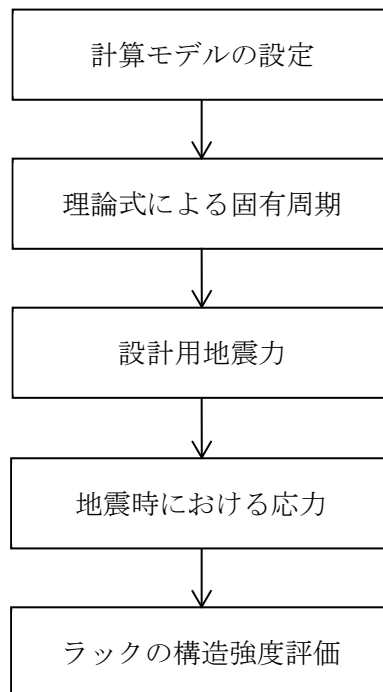 計算モデルの設定
理論式による固有周期
設計用地震力
地震時における応力
ラックの構造強度評価